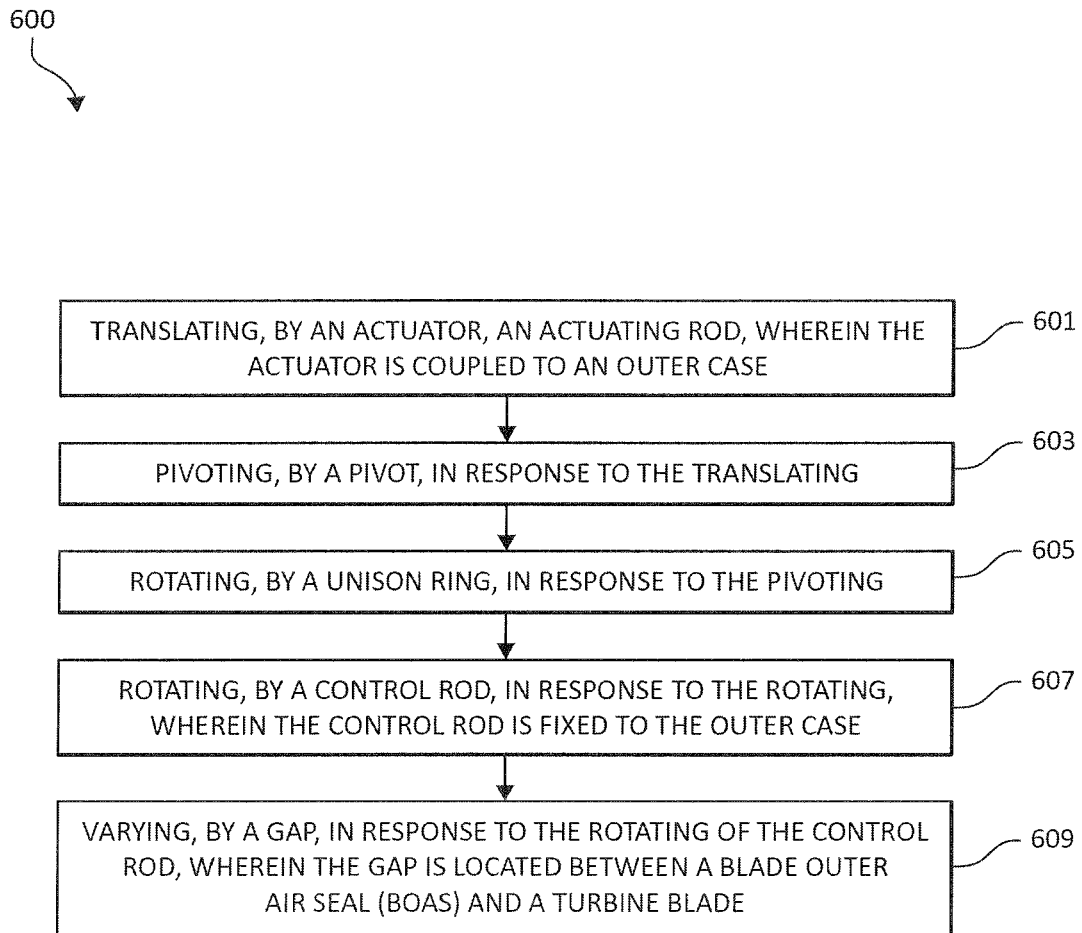 600
TRANSLATING, BY AN ACTUATOR, AN ACTUATING ROD, WHEREIN THE
ACTUATOR IS COUPLED TO AN OUTER CASE
601
PIVOTING, BY A PIVOT, IN RESPONSE TO THE TRANSLATING
603
ROTATING, BY A UNISON RING, IN RESPONSE TO THE PIVOTING
605
ROTATING, BY A CONTROL ROD, IN RESPONSE TO THE ROTATING,
WHEREIN THE CONTROL ROD IS FIXED TO THE OUTER CASE
607
VARYING, BY A GAP, IN RESPONSE TO THE ROTATING OF THE CONTROL
ROD, WHEREIN THE GAP IS LOCATED BETWEEN A BLADE OUTER
AIR SEAL (BOAS) AND A TURBINE BLADE
609